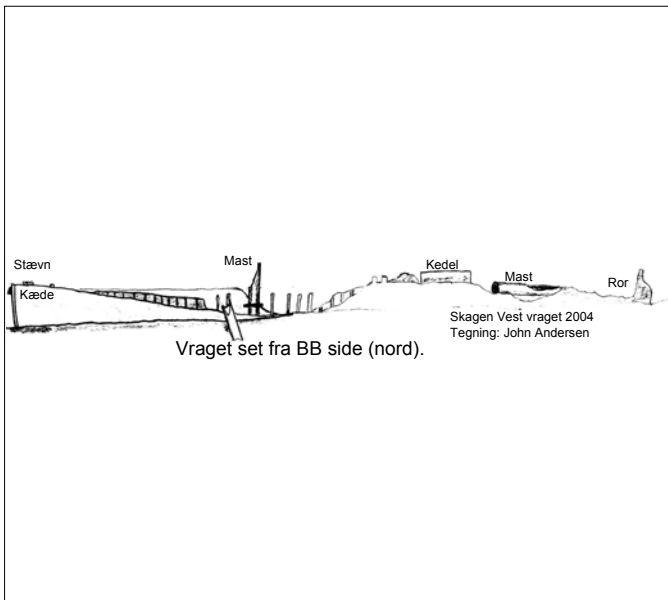 Stævn
Kæde
Mast
Kedel
Mast
Ror
Skagen Vest vraget 2004
Tegning: John Andersen
Vraget set fra BB side (nord).